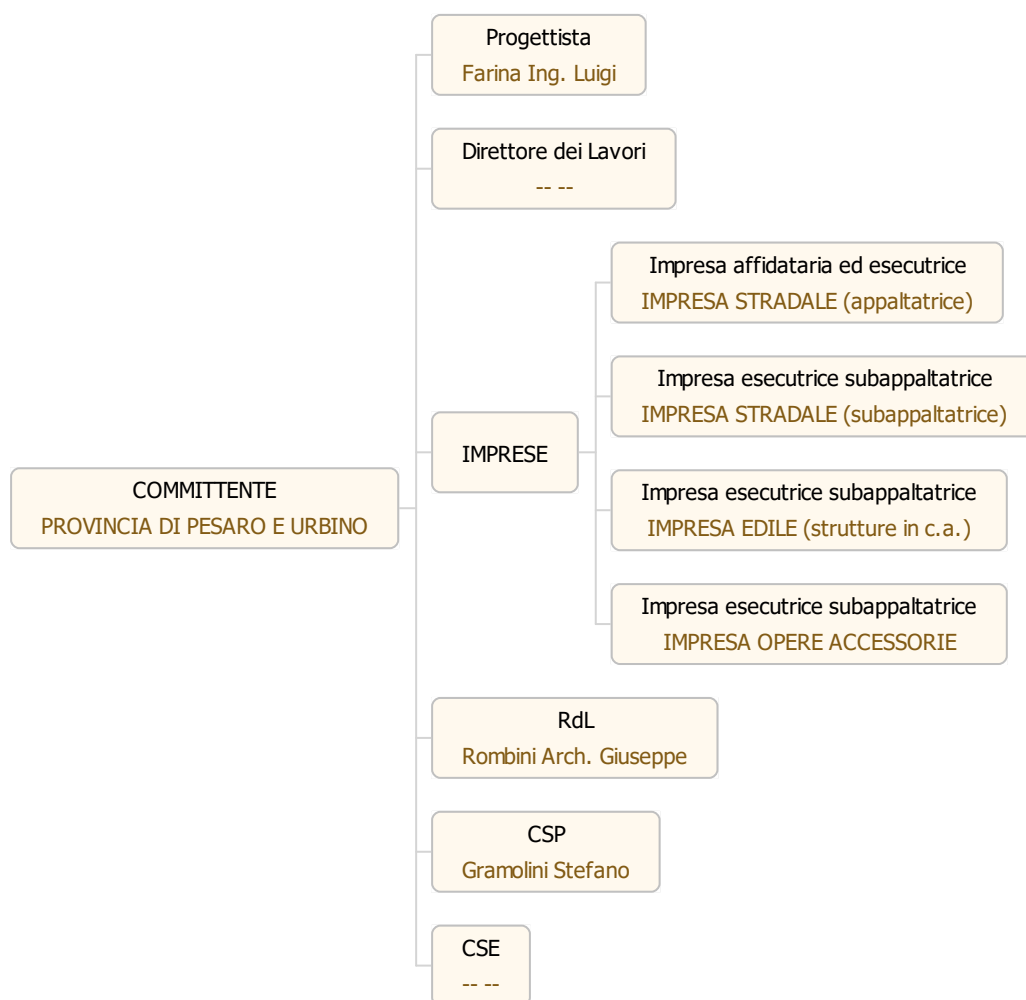 Progettista
Farina Ing. Luigi
Direttore dei Lavori
-- --
Impresa affidataria ed esecutrice
IMPRESA STRADALE (appaltatrice)
Impresa esecutrice subappaltatrice
IMPRESA STRADALE (subappaltatrice)
IMPRESE
COMMITTENTE
PROVINCIA DI PESARO E URBINO
Impresa esecutrice subappaltatrice
IMPRESA EDILE (strutture in c.a.)
Impresa esecutrice subappaltatrice
IMPRESA OPERE ACCESSORIE
RdL
Rombini Arch. Giuseppe
CSP
Gramolini Stefano
CSE
-- --